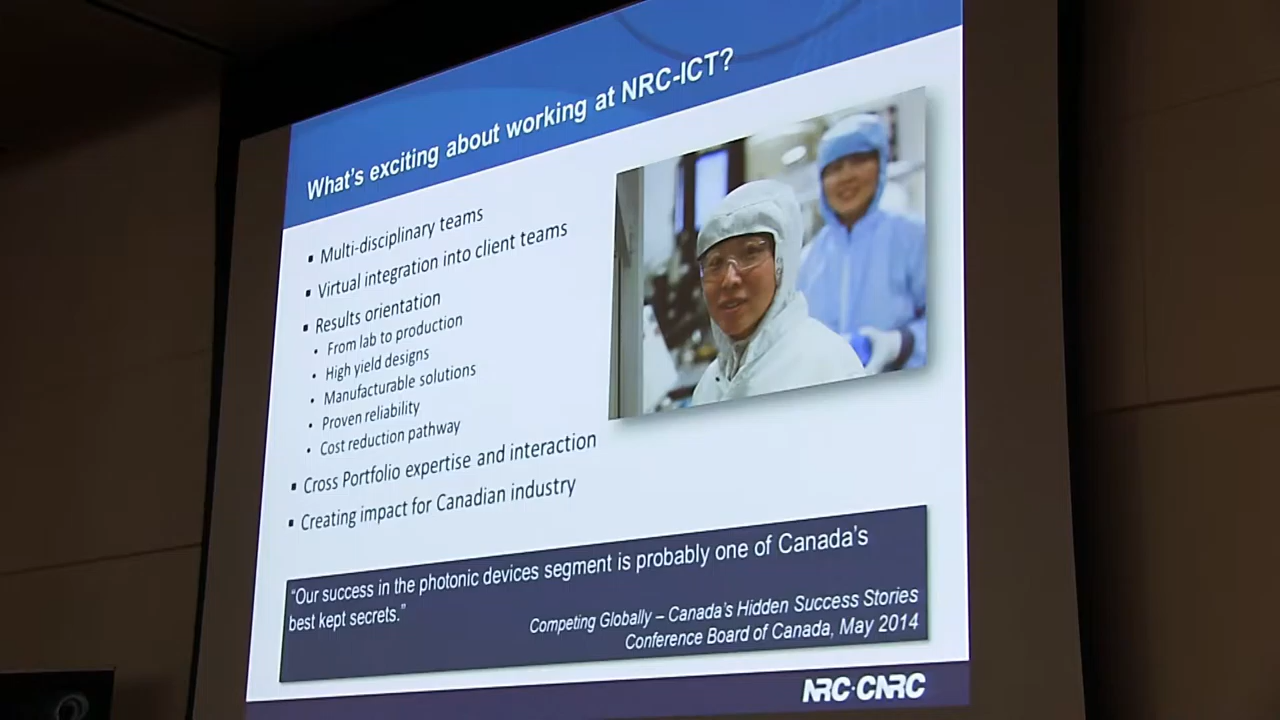 What's exciting about working at NRC-ICT?
▪ Multi-disciplinary teams
▪ Virtual integration into client teams
▪ Results orientation
• From lab to production
• High yield designs
• Manufacturable solutions
• Proven reliability
• Cost reduction pathway
▪ Cross Portfolio expertise and interaction
▪ Creating impact for Canadian industry
“Our success in the photonic devices segment is probably one of Canada's
best kept secrets.”
Competing Globally – Canada's Hidden Success Stories
Conference Board of Canada, May 2014
NRC·CNRC